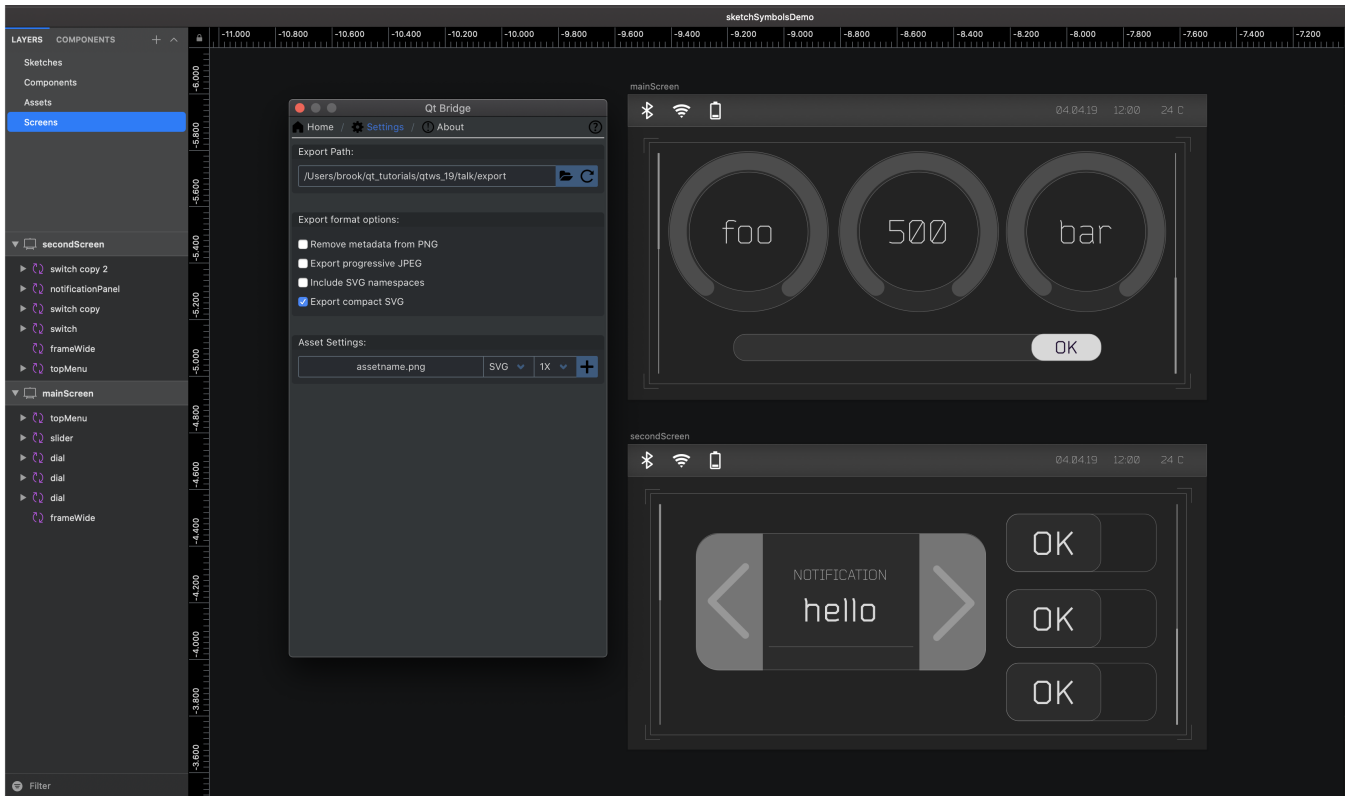 sketchSymbolsDemo
LAYERS COMPONENTS
-11.000 -10.800 -10.600 -10.400 -10.200 -10.000 -9.800 -9.600 -9.400 -9.200 -9.000 -8.800 -8.600 -8.400 -8.200 -8.000 -7.800 -7.600 -7.400 -7.200
Sketches
Components
Assets
Screens
secondScreen
switch copy 2
notificationPanel
switch copy
switch
frameWide
topMenu
mainScreen
topMenu
slider
dial
dial
dial
frameWide
Filter
-6.000
-5.800
-5.600
-5.400
-5.200
-5.000
-4.800
-4.600
-4.400
-4.200
-4.000
-3.800
-3.600
Qt Bridge
Home / Settings / About
Export Path:
/Users/brook/qt_tutorials/qtws_19/talk/export
Export format options:
Remove metadata from PNG
Export progressive JPEG
Include SVG namespaces
Export compact SVG
Asset Settings:
assetname.png SVG 1X
mainScreen
04.04.19 12:00 24 C
foo 500 bar
OK
secondScreen
04.04.19 12:00 24 C
NOTIFICATION
hello
OK
OK
OK